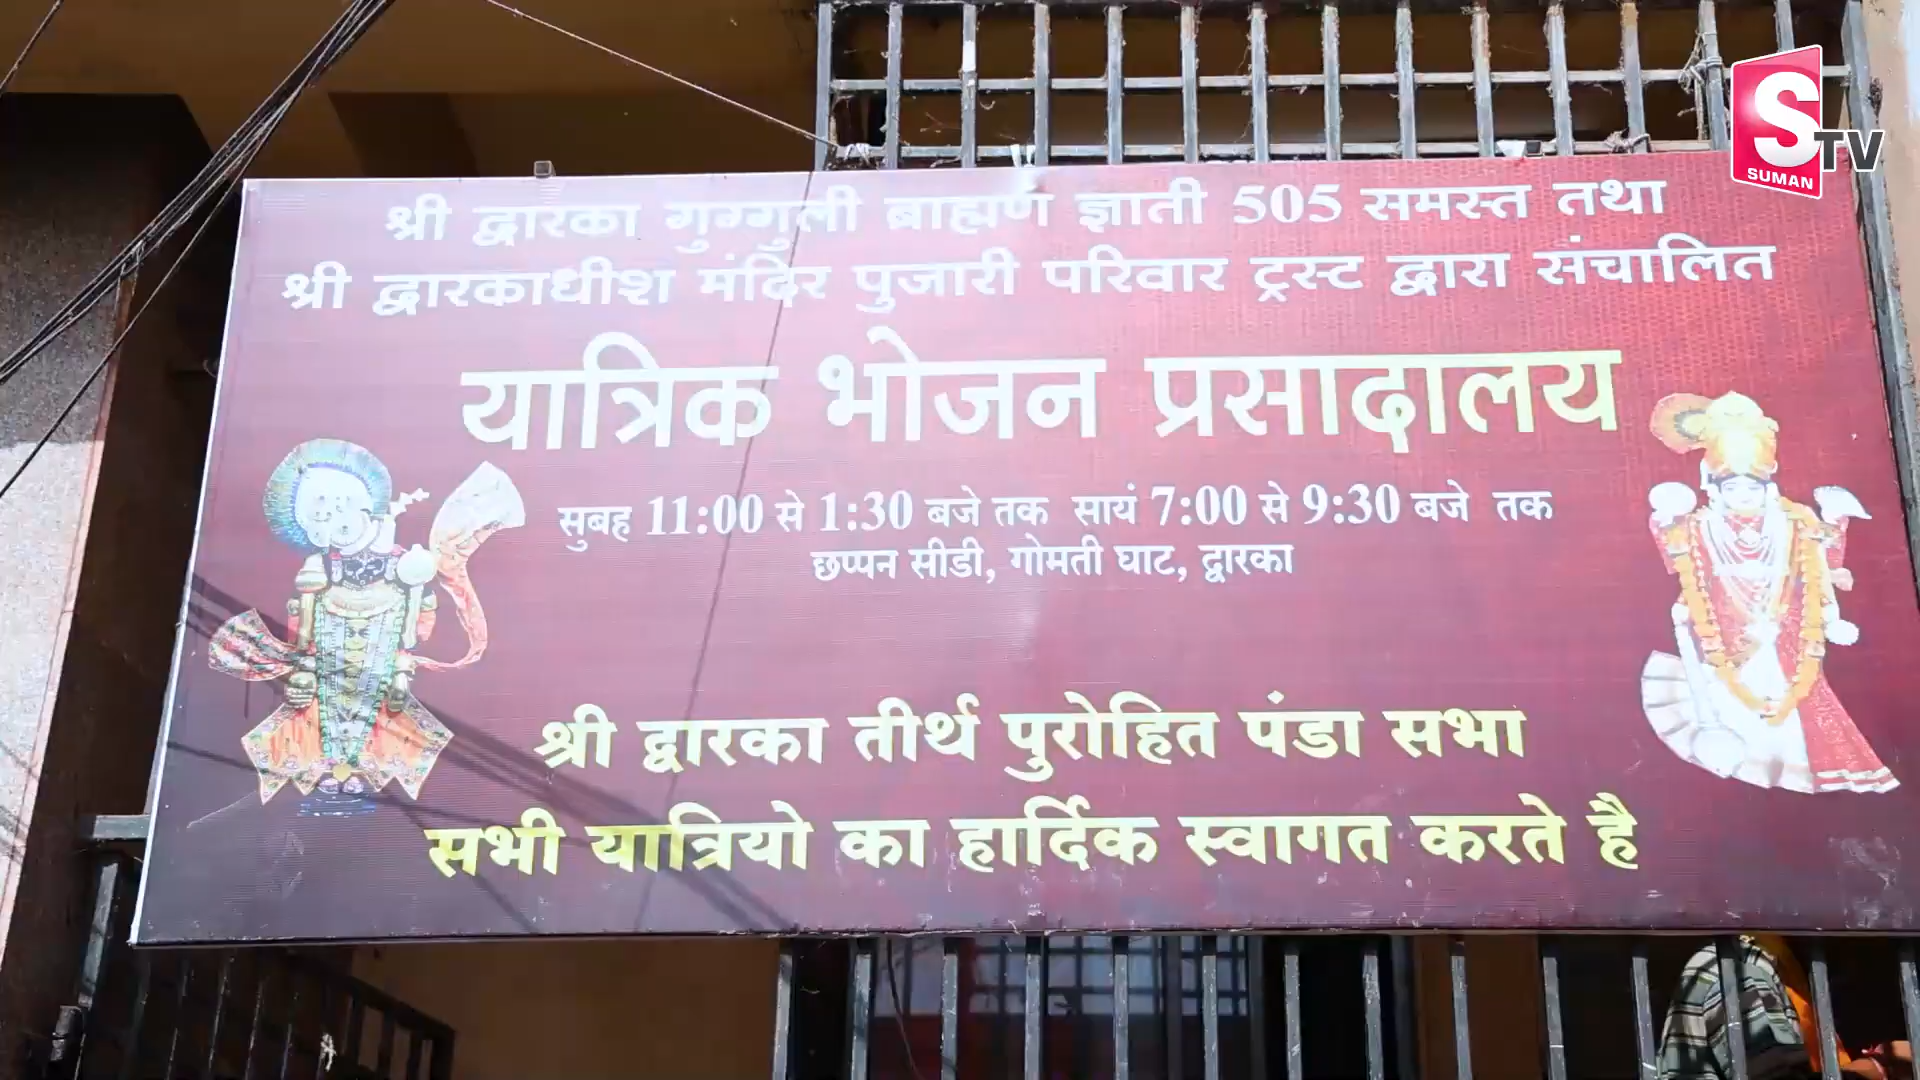 श्री द्वारका गुग्गुली ब्राह्मण ज्ञाती 505 समस्त तथा
श्री द्वारकाधीश मंदिर पुजारी परिवार ट्रस्ट द्वारा संचालित
यात्रिक भोजन प्रसादालय
सुबह 11:00 से 1:30 बजे तक सायं 7:00 से 9:30 बजे तक
छप्पन सीडी, गोमती घाट, द्वारका
श्री द्वारका तीर्थ पुरोहित पंडा सभा
सभी यात्रियो का हार्दिक स्वागत करते है
S TV
SUMAN